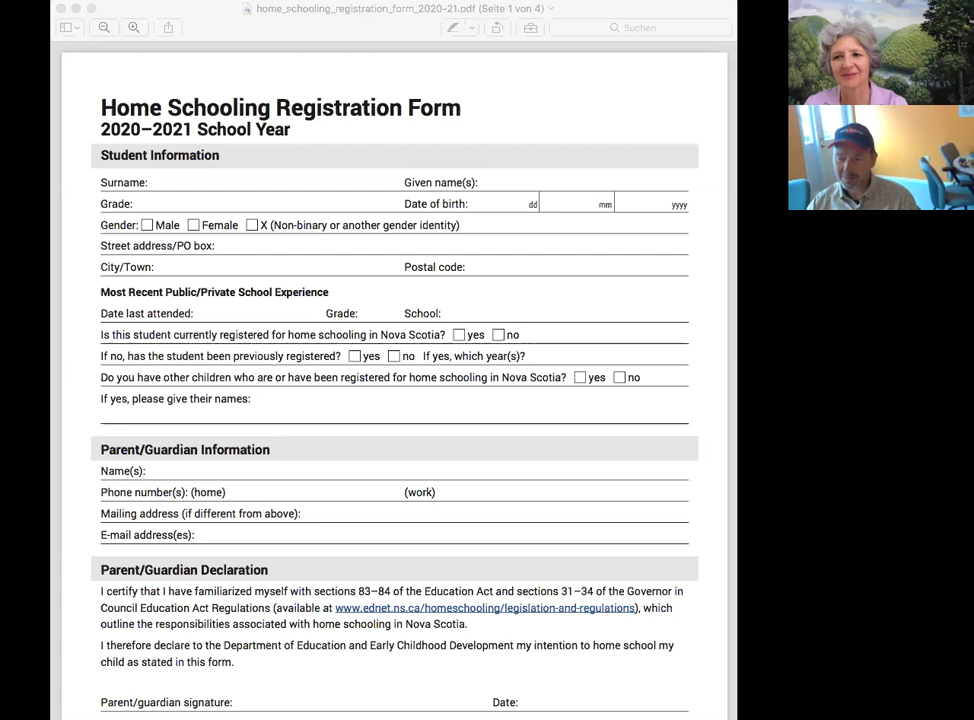 home_schooling_registration_form_2020-21.pdf (Seite 1 von 4)
Suchen
Home Schooling Registration Form
2020–2021 School Year
Student Information
Surname: Given name(s):
Grade: Date of birth: dd mm yyyy
Gender: Male Female X (Non-binary or another gender identity)
Street address/PO box:
City/Town: Postal code:
Most Recent Public/Private School Experience
Date last attended: Grade: School:
Is this student currently registered for home schooling in Nova Scotia? yes no
If no, has the student been previously registered? yes no If yes, which year(s)?
Do you have other children who are or have been registered for home schooling in Nova Scotia? yes no
If yes, please give their names:
Parent/Guardian Information
Name(s):
Phone number(s): (home) (work)
Mailing address (if different from above):
E-mail address(es):
Parent/Guardian Declaration
I certify that I have familiarized myself with sections 83–84 of the Education Act and sections 31–34 of the Governor in
Council Education Act Regulations (available at www.ednet.ns.ca/homeschooling/legislation-and-regulations), which
outline the responsibilities associated with home schooling in Nova Scotia.
I therefore declare to the Department of Education and Early Childhood Development my intention to home school my
child as stated in this form.
Parent/guardian signature: Date: